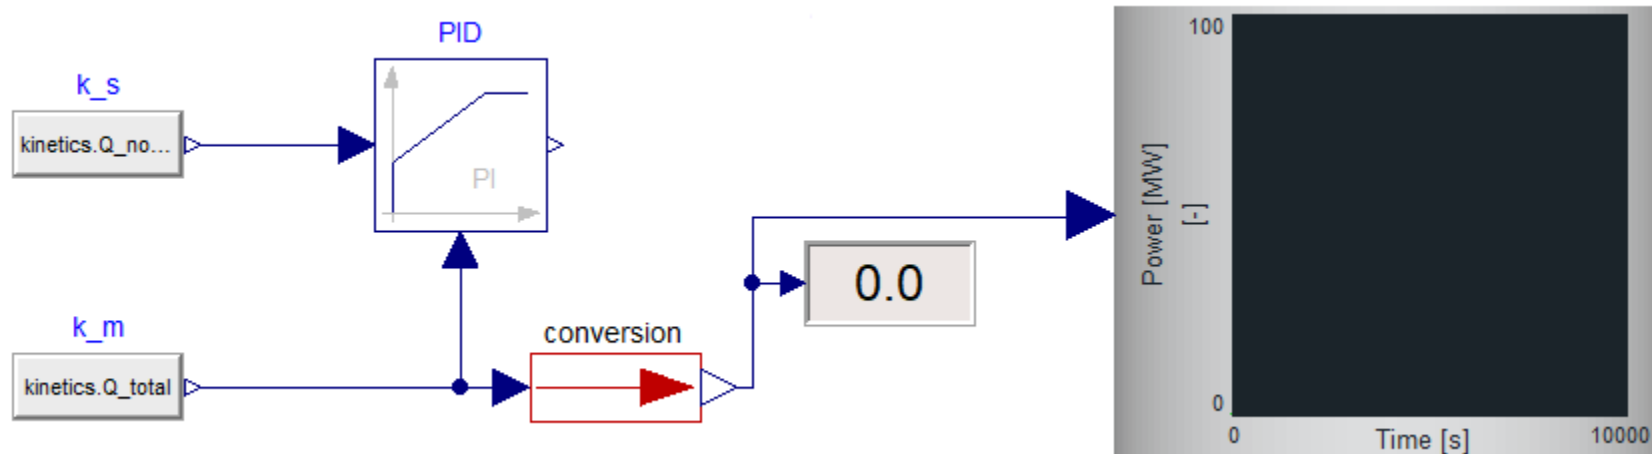 PID
k_s
kinetics.Q_no...
PI
k_m
kinetics.Q_total
conversion
0.0
100
Power [MW]
[-]
0
0
Time [s]
10000